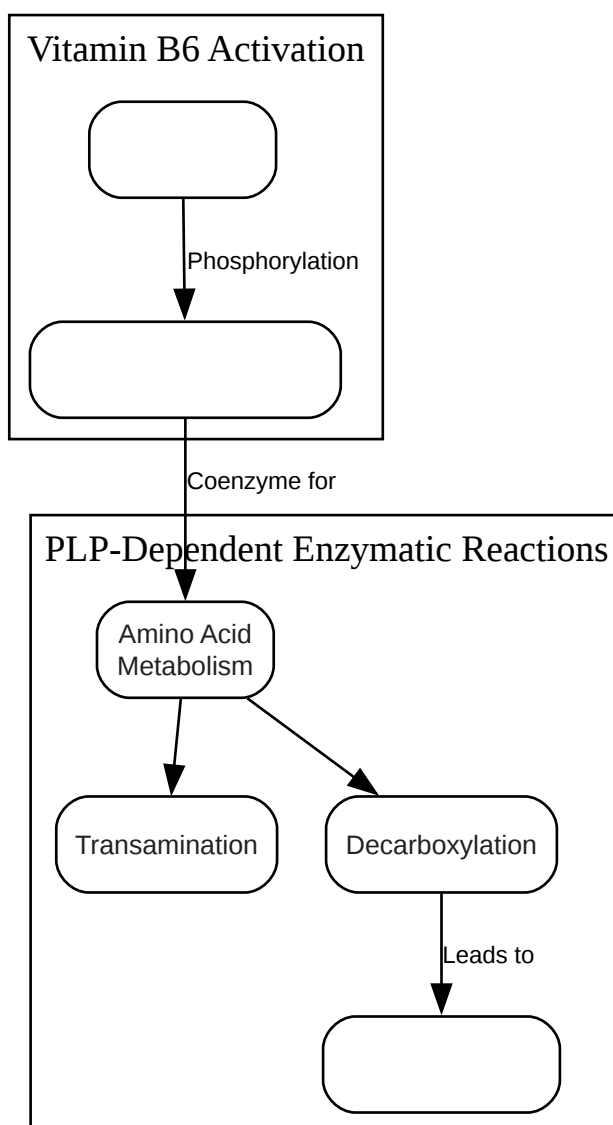 Vitamin B6 Activation
Phosphorylation
Coenzyme for
PLP-Dependent Enzymatic Reactions
Amino Acid
Metabolism
Transamination
Decarboxylation
Leads to